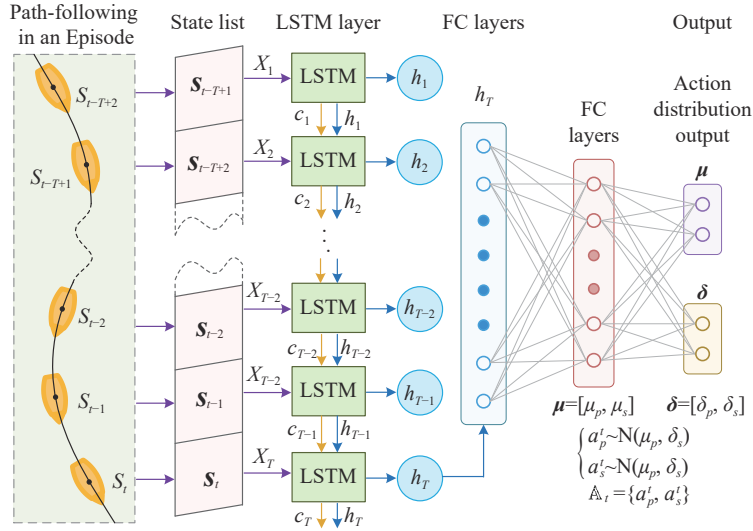 Path-following
in an Episode
State list
LSTM layer
FC layers
Output
S_{t−T+2}
S_{t−T+1}
S_{t−2}
S_{t−1}
S_t
s_{t−T+1}
s_{t−T+2}
s_{t−2}
s_{t−1}
s_t
X_1
X_2
X_{T−2}
X_{T−2}
X_T
LSTM
h_1
c_1
h_1
LSTM
h_2
c_2
h_2
LSTM
h_{T−2}
c_{T−2}
h_{T−2}
LSTM
h_{T−1}
c_{T−1}
h_{T−1}
LSTM
h_T
c_T
h_T
h_T
FC
layers
Action
distribution
output
μ
δ
μ=[μ_p, μ_s]
δ=[δ_p, δ_s]
a_p^t~N(μ_p, δ_s)
a_s^t~N(μ_p, δ_s)
𝔸_t={a_p^t, a_s^t}